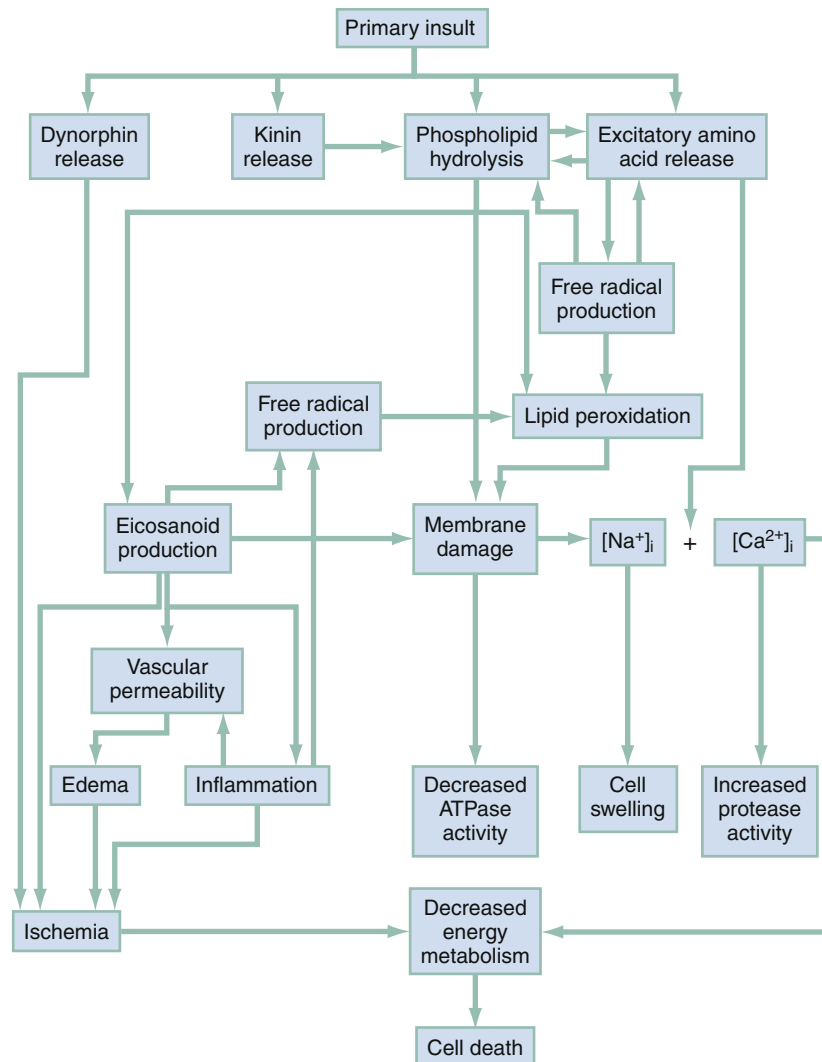 Primary insult
Dynorphin
release
Kinin
release
Phospholipid
hydrolysis
Excitatory amino
acid release
Free radical
production
Free radical
production
Lipid peroxidation
Eicosanoid
production
Membrane
damage
[Na⁺]ᵢ
+
[Ca²⁺]ᵢ
Vascular
permeability
Edema
Inflammation
Decreased
ATPase
activity
Cell
swelling
Increased
protease
activity
Ischemia
Decreased
energy
metabolism
Cell death